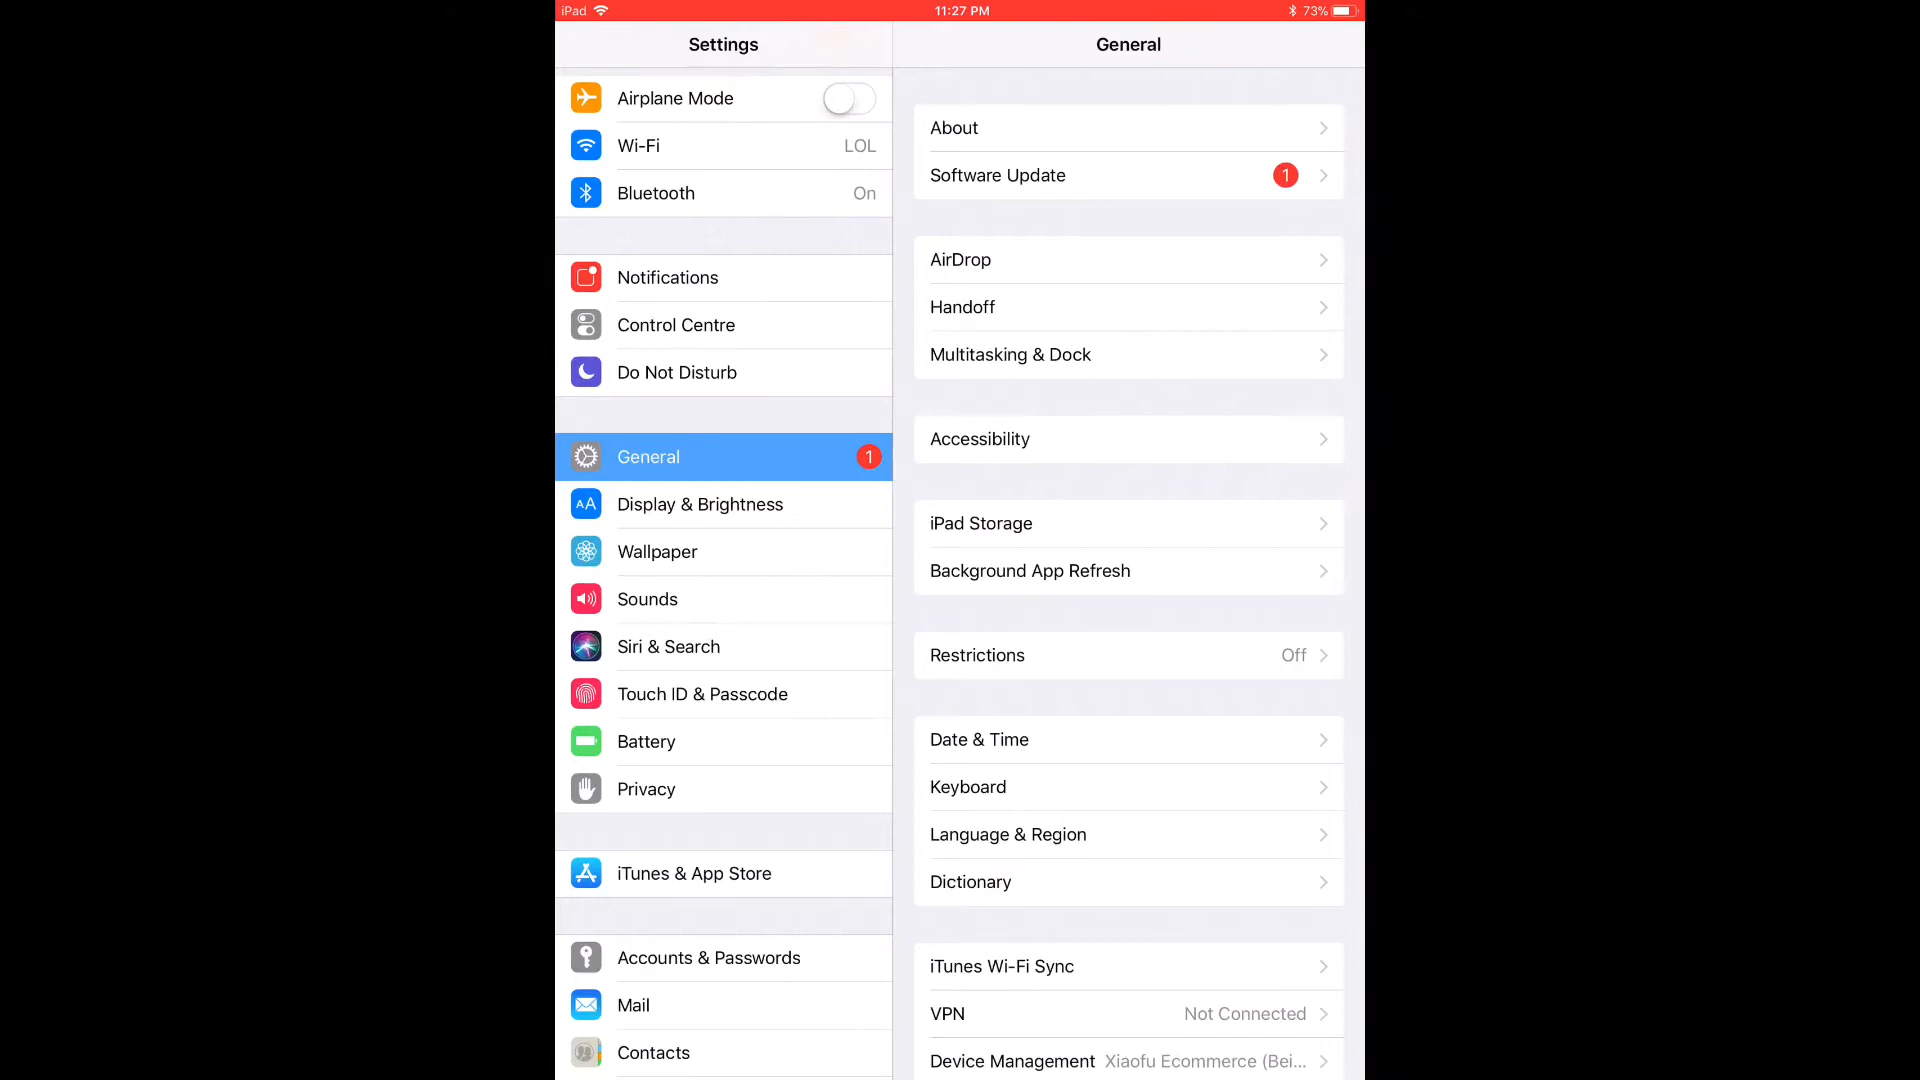 iPad 11:27 PM 73%
Settings
Airplane Mode
Wi-Fi LOL
Bluetooth On
Notifications
Control Centre
Do Not Disturb
General 1
AA Display & Brightness
Wallpaper
Sounds
Siri & Search
Touch ID & Passcode
Battery
Privacy
iTunes & App Store
Accounts & Passwords
Mail
Contacts
General
About
Software Update 1
AirDrop
Handoff
Multitasking & Dock
Accessibility
iPad Storage
Background App Refresh
Restrictions Off
Date & Time
Keyboard
Language & Region
Dictionary
iTunes Wi-Fi Sync
VPN Not Connected
Device Management Xiaofu Ecommerce (Bei...